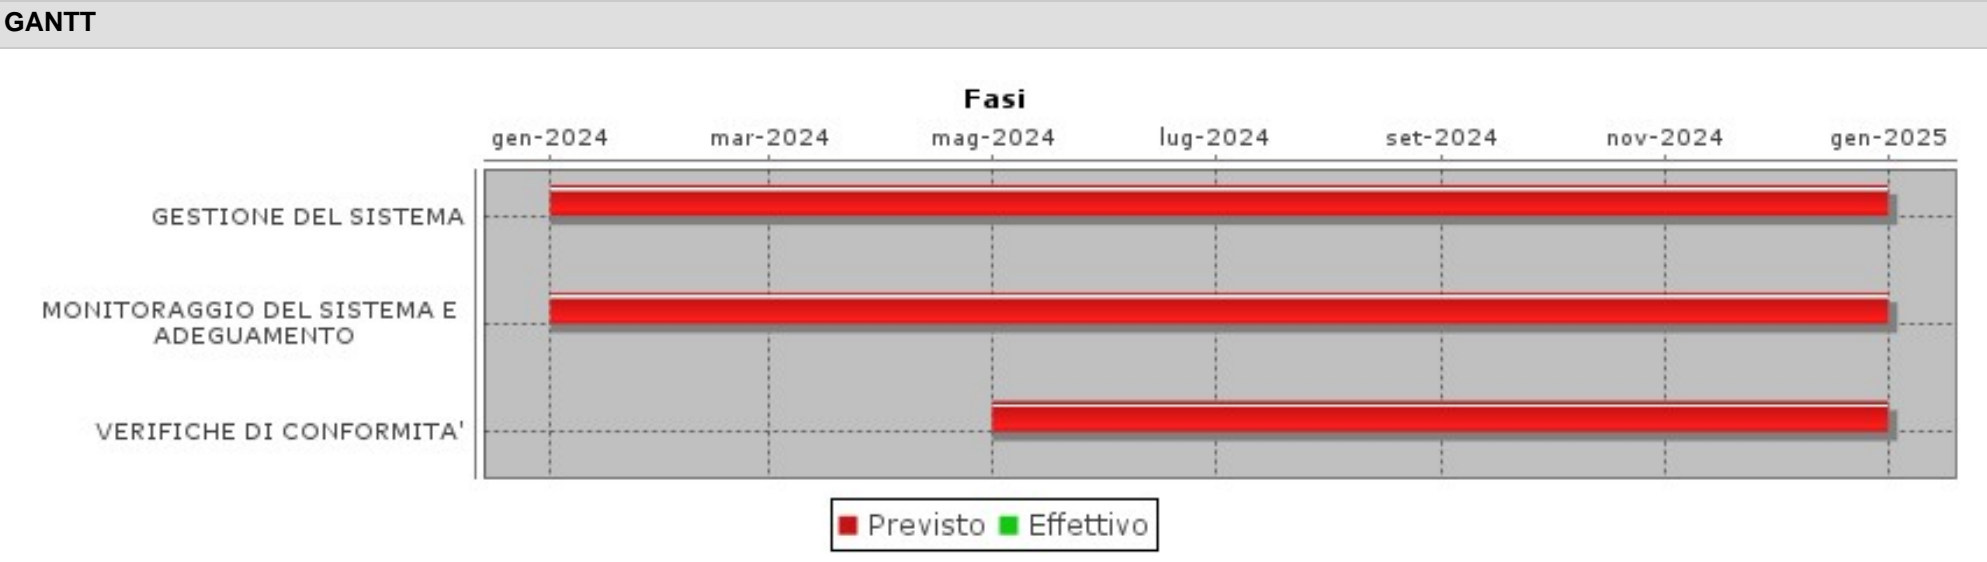 GANTT
Fasi
gen-2024 mar-2024 mag-2024 lug-2024 set-2024 nov-2024 gen-2025
GESTIONE DEL SISTEMA
MONITORAGGIO DEL SISTEMA E
ADEGUAMENTO
VERIFICHE DI CONFORMITA'
Previsto Effettivo